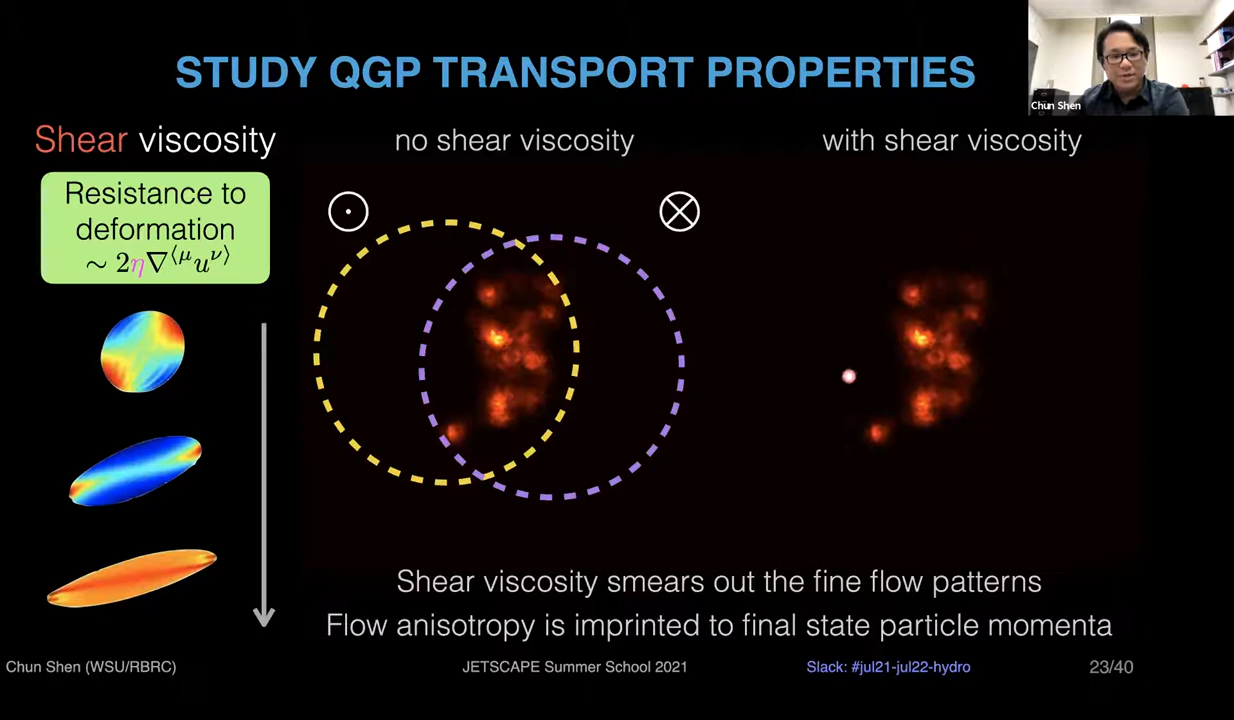 STUDY QGP TRANSPORT PROPERTIES
Chun Shen
Shear viscosity
no shear viscosity
with shear viscosity
Resistance to
deformation
∼ 2η∇⟨μ u ν⟩
Shear viscosity smears out the fine flow patterns
Flow anisotropy is imprinted to final state particle momenta
Chun Shen (WSU/RBRC)
JETSCAPE Summer School 2021
Slack: #jul21-jul22-hydro
23/40